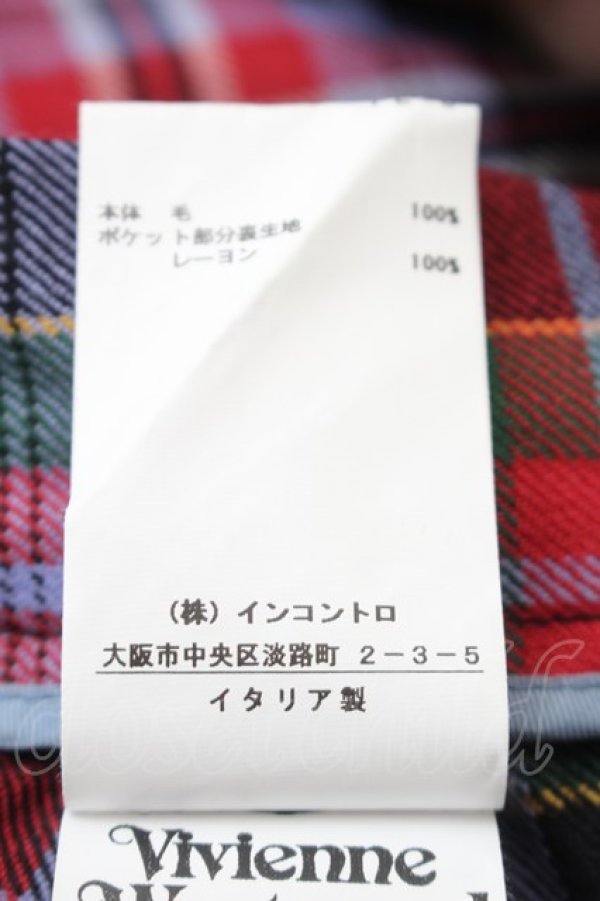 本体 毛 100%
ポケット部分裏生地
レーヨン 100%
(株)インコントロ
大阪市中央区淡路町 2-3-5
イタリア製
closet child
Vivienne